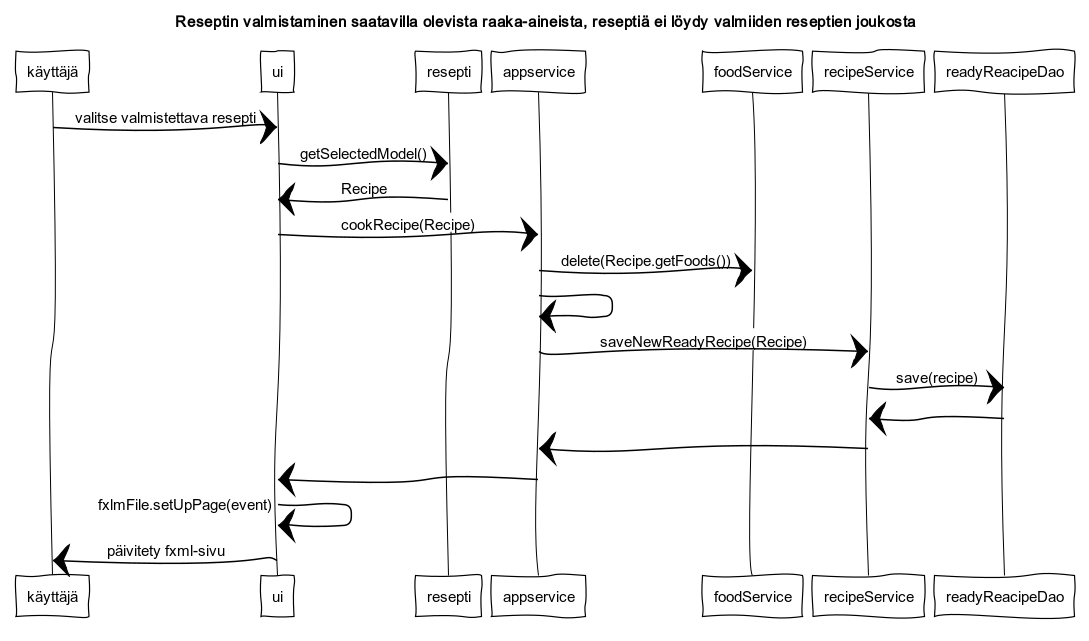 Reseptin valmistaminen saatavilla olevista raaka-aineista, reseptiä ei löydy valmiiden reseptien joukosta
käyttäjä ui resepti appservice foodService recipeService readyReacipeDao
valitse valmistettava resepti
getSelectedModel()
Recipe
cookRecipe(Recipe)
delete(Recipe.getFoods())
saveNewReadyRecipe(Recipe)
save(recipe)
fxlmFile.setUpPage(event)
päivitety fxml-sivu
käyttäjä ui resepti appservice foodService recipeService readyReacipeDao